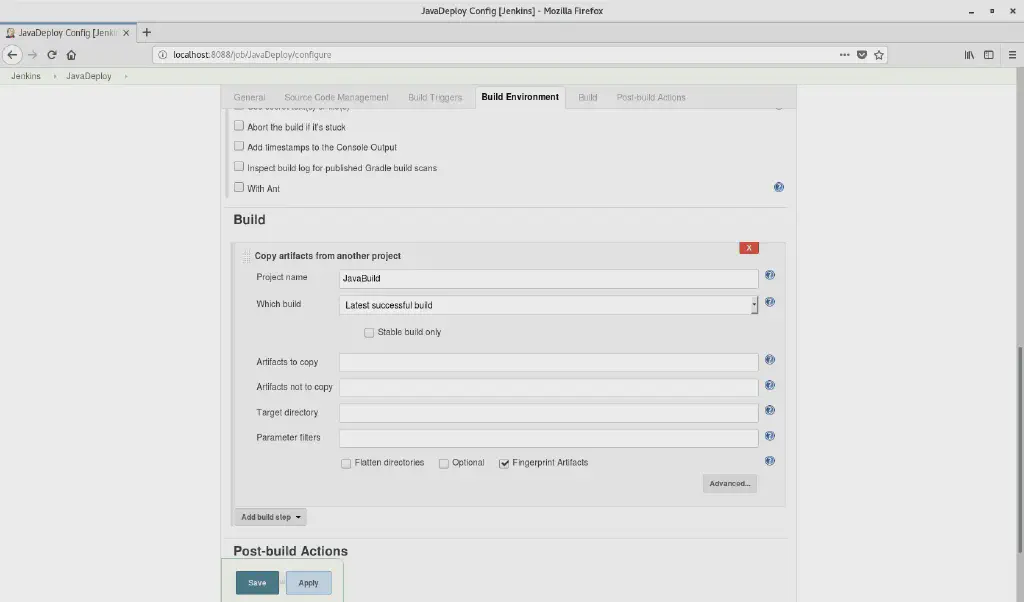 JavaDeploy Config [Jenkins] - Mozilla Firefox
JavaDeploy Config [Jenki
localhost:8088/job/JavaDeploy/configure
Jenkins
JavaDeploy
General
Source Code Management
Build Triggers
Build Environment
Build
Post-build Actions
Abort the build if it's stuck
Add timestamps to the Console Output
Inspect build log for published Gradle build scans
With Ant
Build
X
Copy artifacts from another project
Project name
JavaBuild
Which build
Latest successful build
Stable build only
Artifacts to copy
Artifacts not to copy
Target directory
Parameter filters
Flatten directories
Optional
Fingerprint Artifacts
Advanced...
Add build step
Post-build Actions
Save
Apply